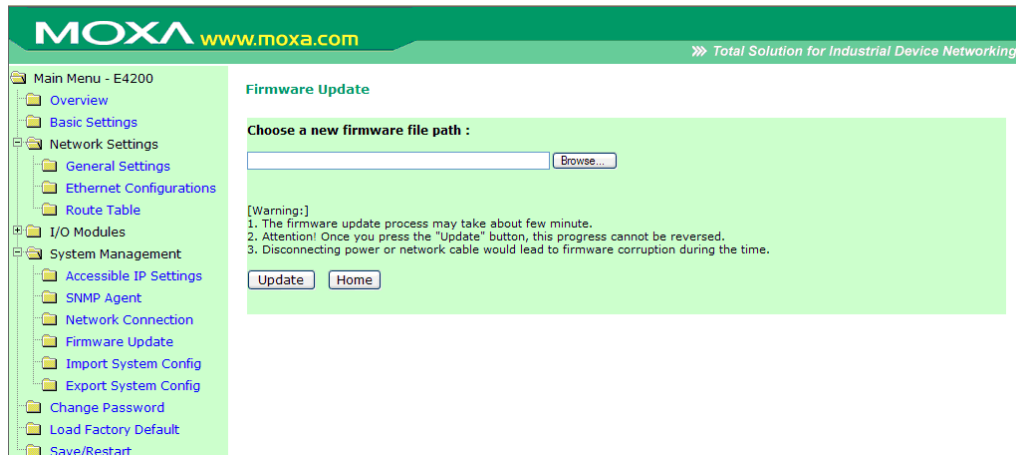 MOXA www.moxa.com
Total Solution for Industrial Device Networking
Main Menu - E4200
Overview
Basic Settings
Network Settings
General Settings
Ethernet Configurations
Route Table
I/O Modules
System Management
Accessible IP Settings
SNMP Agent
Network Connection
Firmware Update
Import System Config
Export System Config
Change Password
Load Factory Default
Save/Restart
Firmware Update
Choose a new firmware file path :
Browse...
[Warning:]
1. The firmware update process may take about few minute.
2. Attention! Once you press the "Update" button, this progress cannot be reversed.
3. Disconnecting power or network cable would lead to firmware corruption during the time.
Update Home